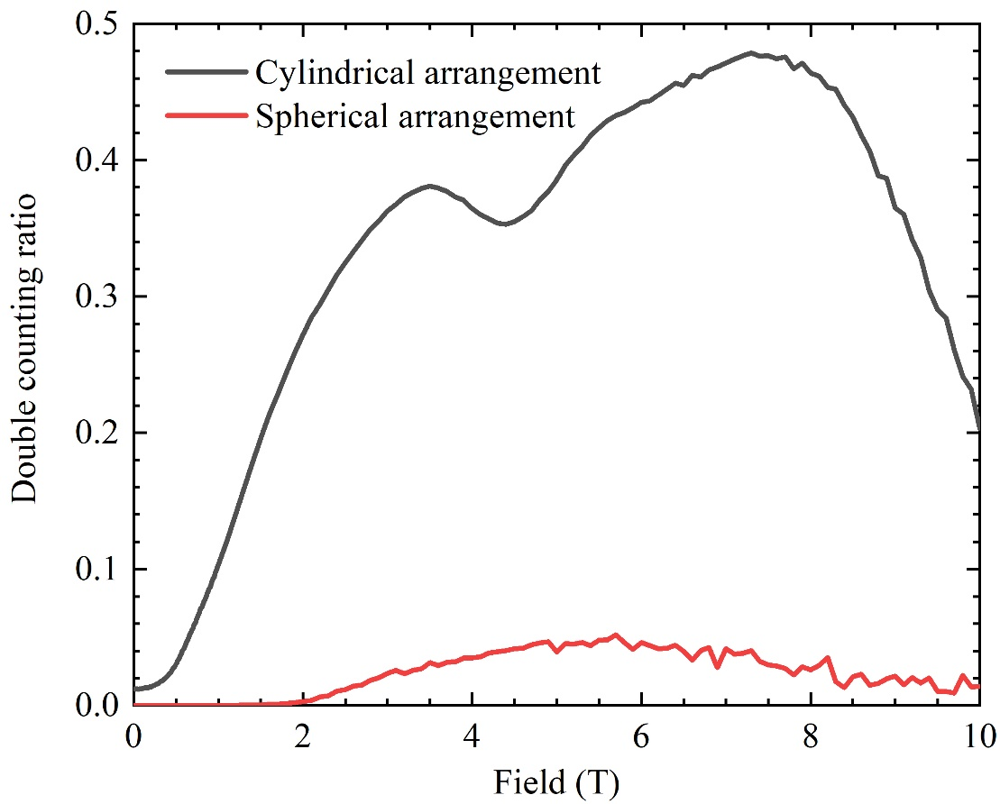 0.5
Cylindrical arrangement
Spherical arrangement
0.4
0.3
0.2
0.1
0.0
Double counting ratio
0 2 4 6 8 10
Field (T)